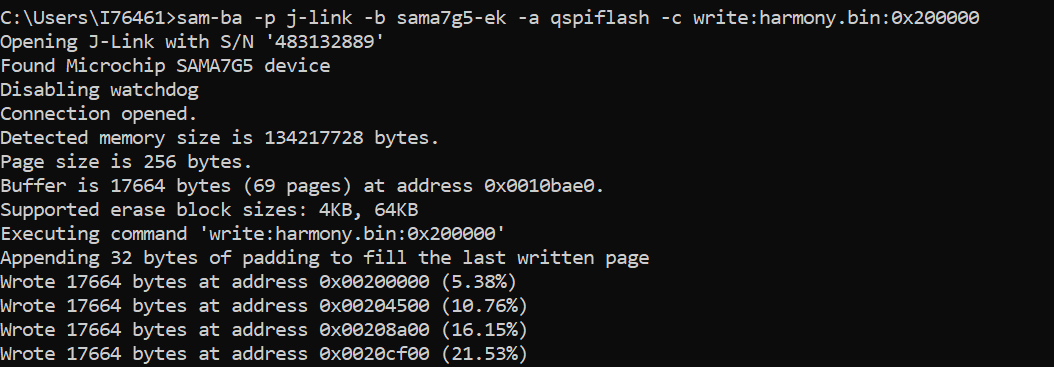 C:\Users\I76461>sam-ba -p j-link -b sama7g5-ek -a qspiflash -c write:harmony.bin:0x200000
Opening J-Link with S/N '483132889'
Found Microchip SAMA7G5 device
Disabling watchdog
Connection opened.
Detected memory size is 134217728 bytes.
Page size is 256 bytes.
Buffer is 17664 bytes (69 pages) at address 0x0010bae0.
Supported erase block sizes: 4KB, 64KB
Executing command 'write:harmony.bin:0x200000'
Appending 32 bytes of padding to fill the last written page
Wrote 17664 bytes at address 0x00200000 (5.38%)
Wrote 17664 bytes at address 0x00204500 (10.76%)
Wrote 17664 bytes at address 0x00208a00 (16.15%)
Wrote 17664 bytes at address 0x0020cf00 (21.53%)